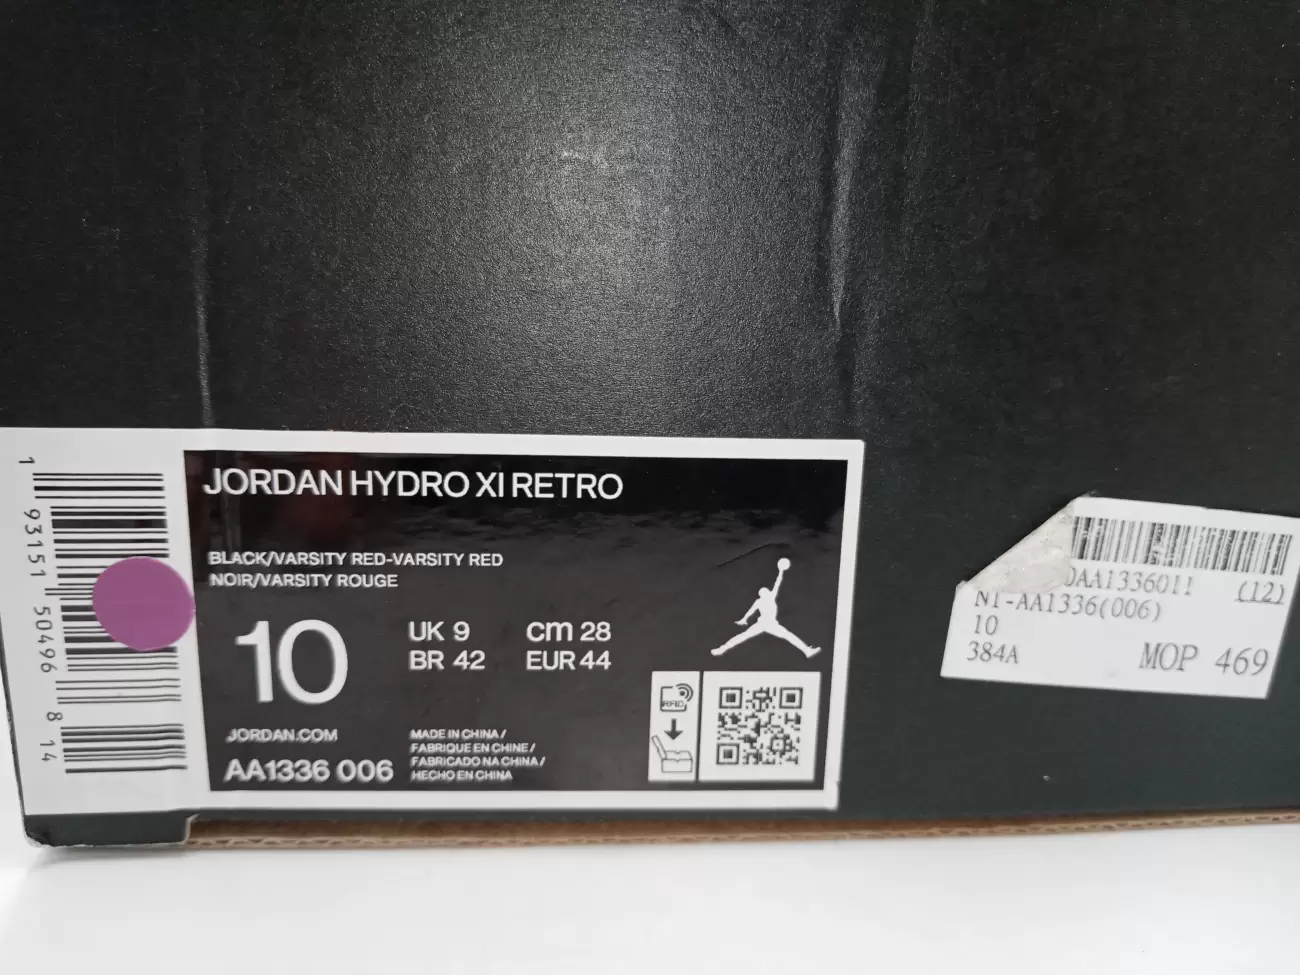 1 93151 50496 8 14
JORDAN HYDRO XI RETRO
BLACK/VARSITY RED-VARSITY RED
NOIR/VARSITY ROUGE
10
UK 9
cm 28
BR 42
EUR 44
JORDAN.COM
AA1336 006
MADE IN CHINA /
FABRIQUE EN CHINE /
FABRICADO NA CHINA /
HECHO EN CHINA
RFID
(12)
N1-AA1336(006)
10
384A
MOP 469